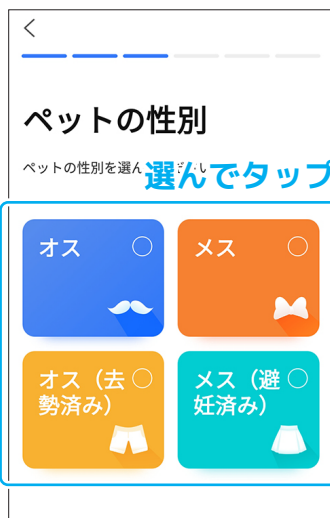 ペットの性別
ペットの性別を選ん
選んでタップ
オス
メス
オス（去
勢済み）
メス（避
妊済み）